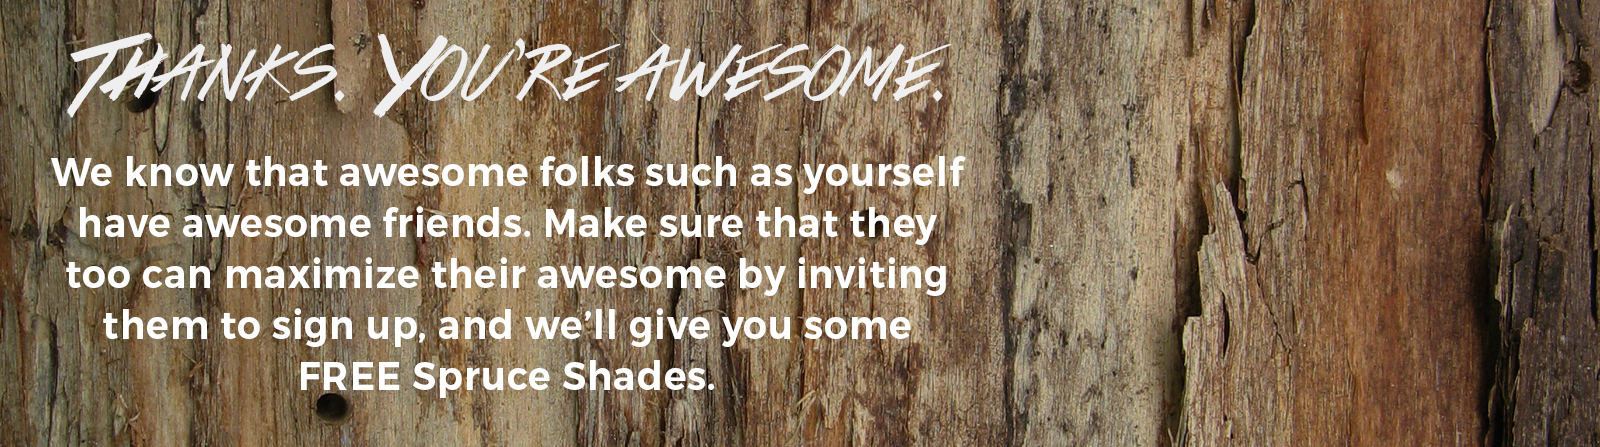 THANKS. YOU'RE AWESOME.
We know that awesome folks such as yourself
have awesome friends. Make sure that they
too can maximize their awesome by inviting
them to sign up, and we’ll give you some
FREE Spruce Shades.